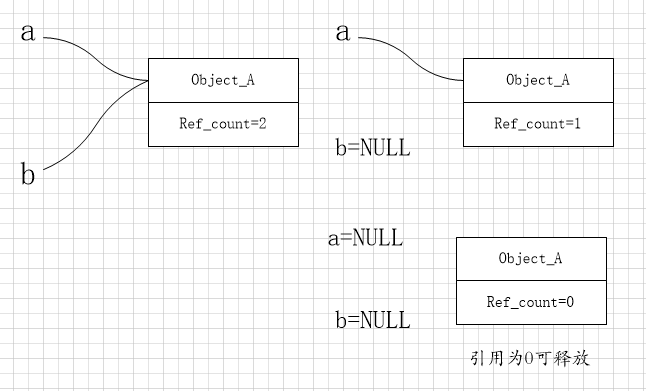 a
Object_A
Ref_count=2
b
a
Object_A
Ref_count=1
b=NULL
a=NULL
Object_A
Ref_count=0
b=NULL
引用为0可释放